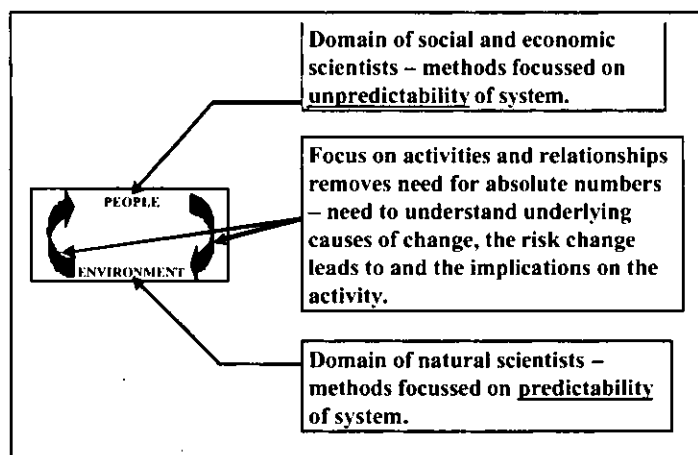 Domain of social and economic
scientists – methods focussed on
unpredictability of system.
Focus on activities and relationships
removes need for absolute numbers
– need to understand underlying
causes of change, the risk change
leads to and the implications on the
activity.
PEOPLE
ENVIRONMENT
Domain of natural scientists –
methods focussed on predictability
of system.